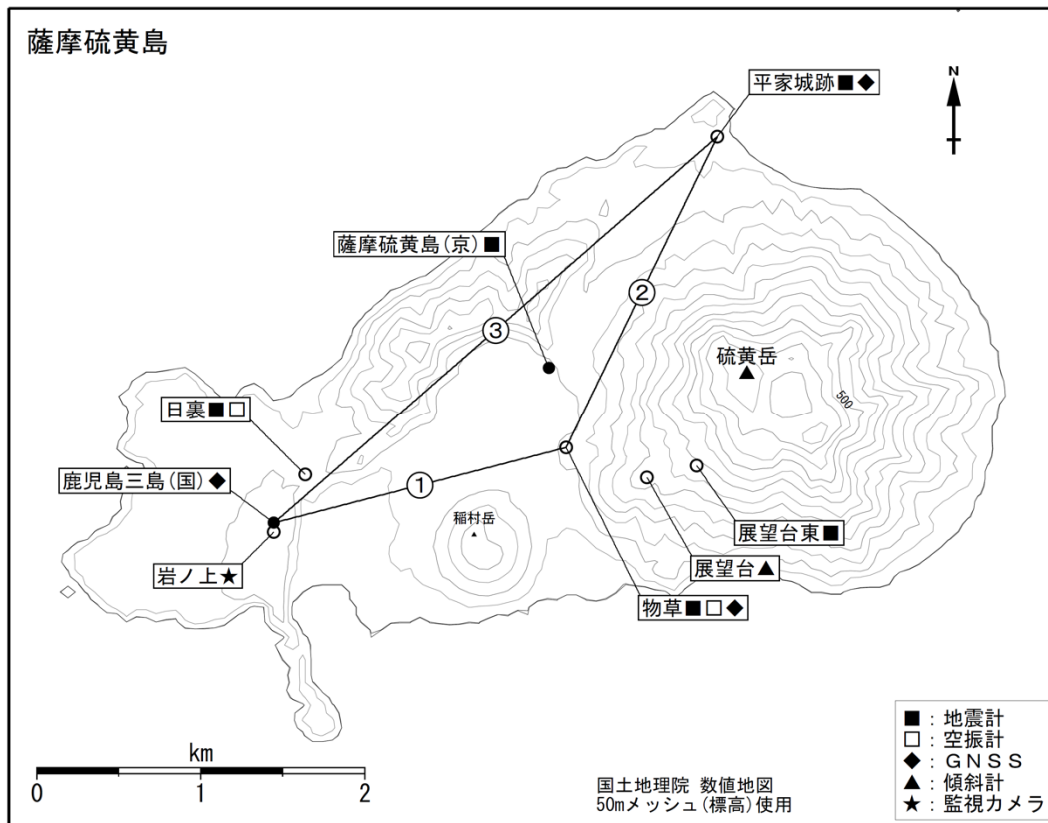 薩摩硫黄島
平家城跡■◆
N
薩摩硫黄島(京)■
②
③
硫黄岳
500
日裏■□
鹿児島三島(国)◆
①
稲村岳
岩ノ上★
展望台東■
展望台▲
物草■□◆
km
0 1 2
国土地理院 数値地図
50mメッシュ(標高)使用
■:地震計
□:空振計
◆:GNSS
▲:傾斜計
★:監視カメラ